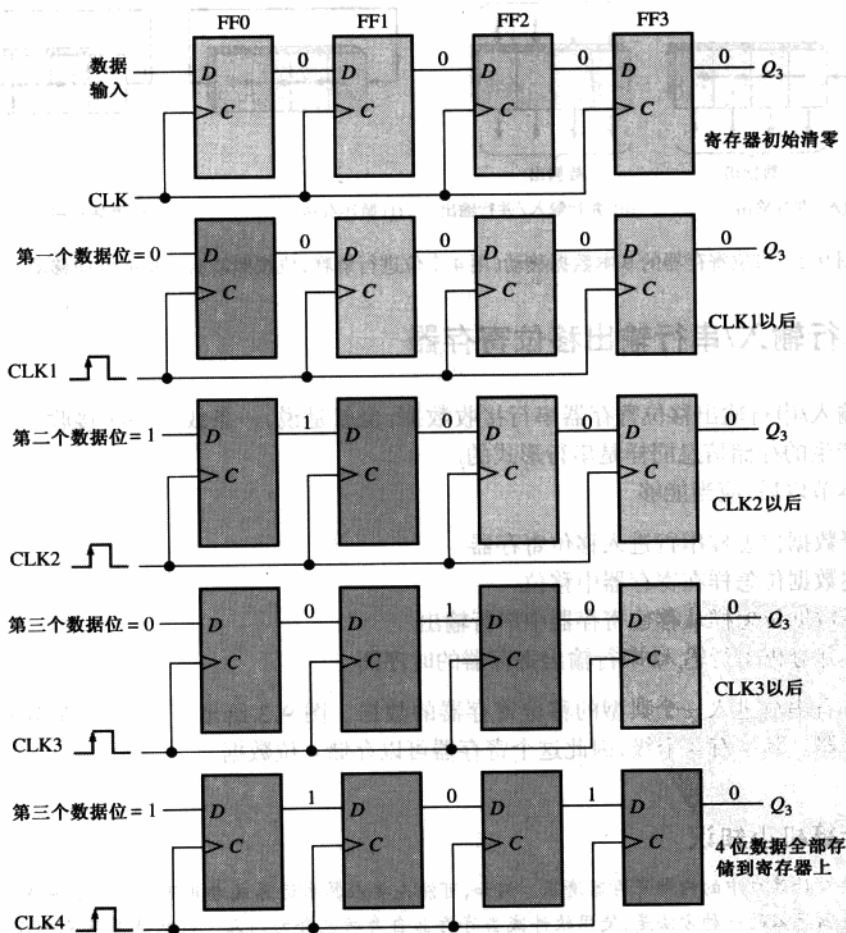 FF0 FF1 FF2 FF3
数据
输入
D 0 D 0 D 0 D 0 Q3
C C C C
寄存器初始清零
CLK
第一个数据位=0 D 0 D 0 D 0 D 0 Q3
C C C C
CLK1以后
CLK1
第二个数据位=1 D 1 D 0 D 0 D 0 Q3
C C C C
CLK2以后
CLK2
第三个数据位=0 D 0 D 1 D 0 D 0 Q3
C C C C
CLK3以后
CLK3
第三个数据位=1 D 1 D 0 D 1 D 0 Q3
C C C C
4位数据全部存
储到寄存器上
CLK4